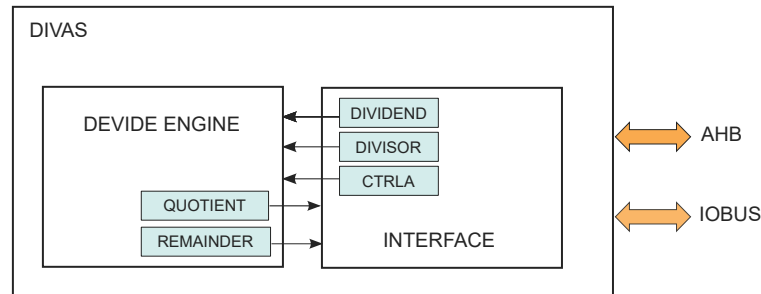 DIVAS
DEVIDE ENGINE
DIVIDEND
DIVISOR
CTRLA
QUOTIENT
REMAINDER
INTERFACE
AHB
IOBUS